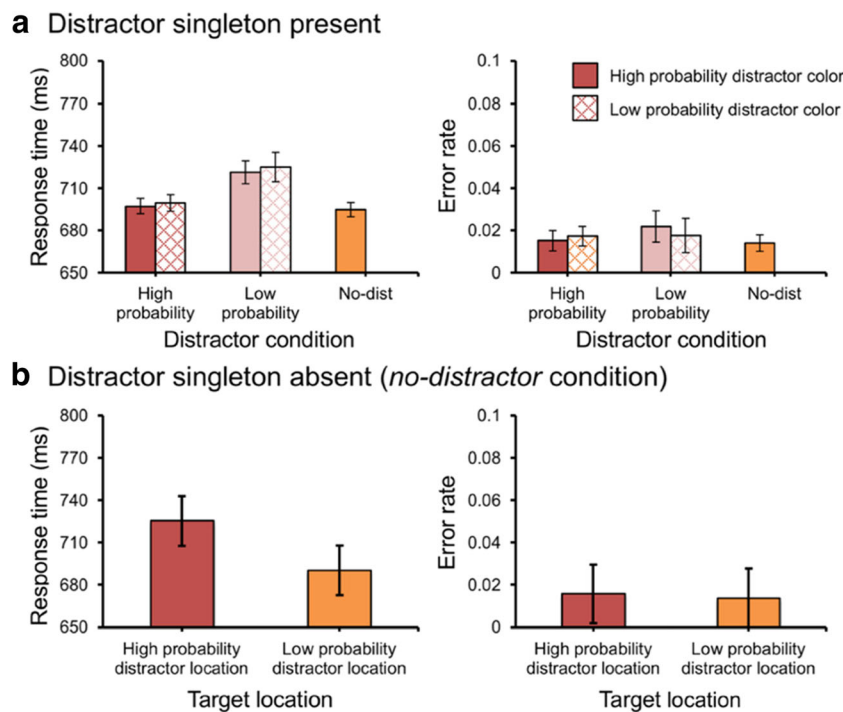 a Distractor singleton present
800
770
740
710
680
650
Response time (ms)
High
probability
Low
probability
No-dist
Distractor condition
0.1
0.08
0.06
0.04
0.02
0
Error rate
High probability distractor color
Low probability distractor color
High
probability
Low
probability
No-dist
Distractor condition
b Distractor singleton absent (no-distractor condition)
800
770
740
710
680
650
Response time (ms)
High probability
distractor location
Low probability
distractor location
Target location
0.1
0.08
0.06
0.04
0.02
0
Error rate
High probability
distractor location
Low probability
distractor location
Target location